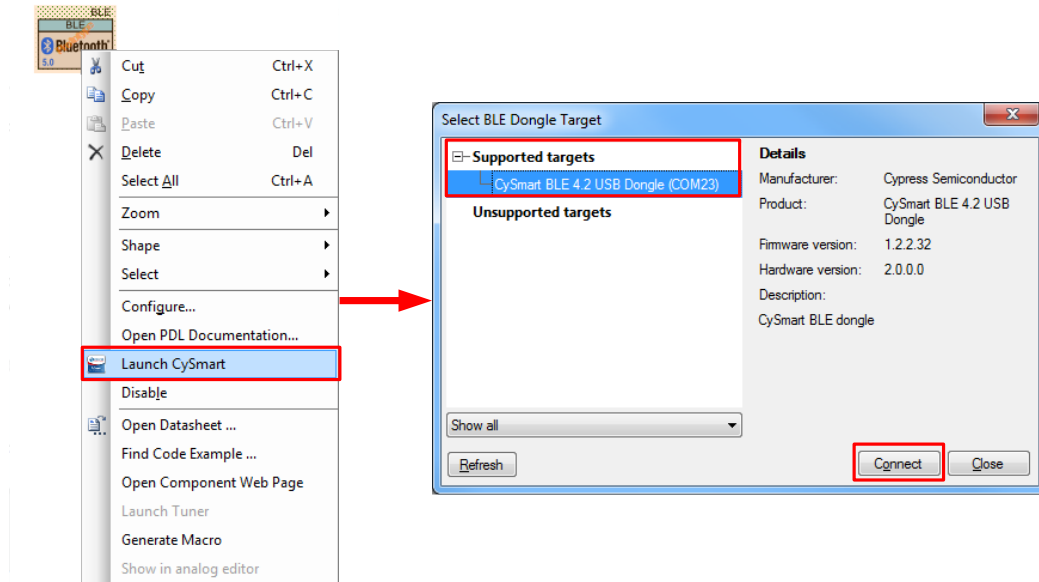 BLE
BLE
Bluetooth
5.0
Cut Ctrl+X
Copy Ctrl+C
Paste Ctrl+V
Delete Del
Select All Ctrl+A
Zoom
Shape
Select
Configure...
Open PDL Documentation...
Launch CySmart
Disable
Open Datasheet ...
Find Code Example ...
Open Component Web Page
Launch Tuner
Generate Macro
Show in analog editor
Select BLE Dongle Target
Supported targets
CySmart BLE 4.2 USB Dongle (COM23)
Unsupported targets
Show all
Refresh
Details
Manufacturer: Cypress Semiconductor
Product: CySmart BLE 4.2 USB
Dongle
Firmware version: 1.2.2.32
Hardware version: 2.0.0.0
Description:
CySmart BLE dongle
Connect Close